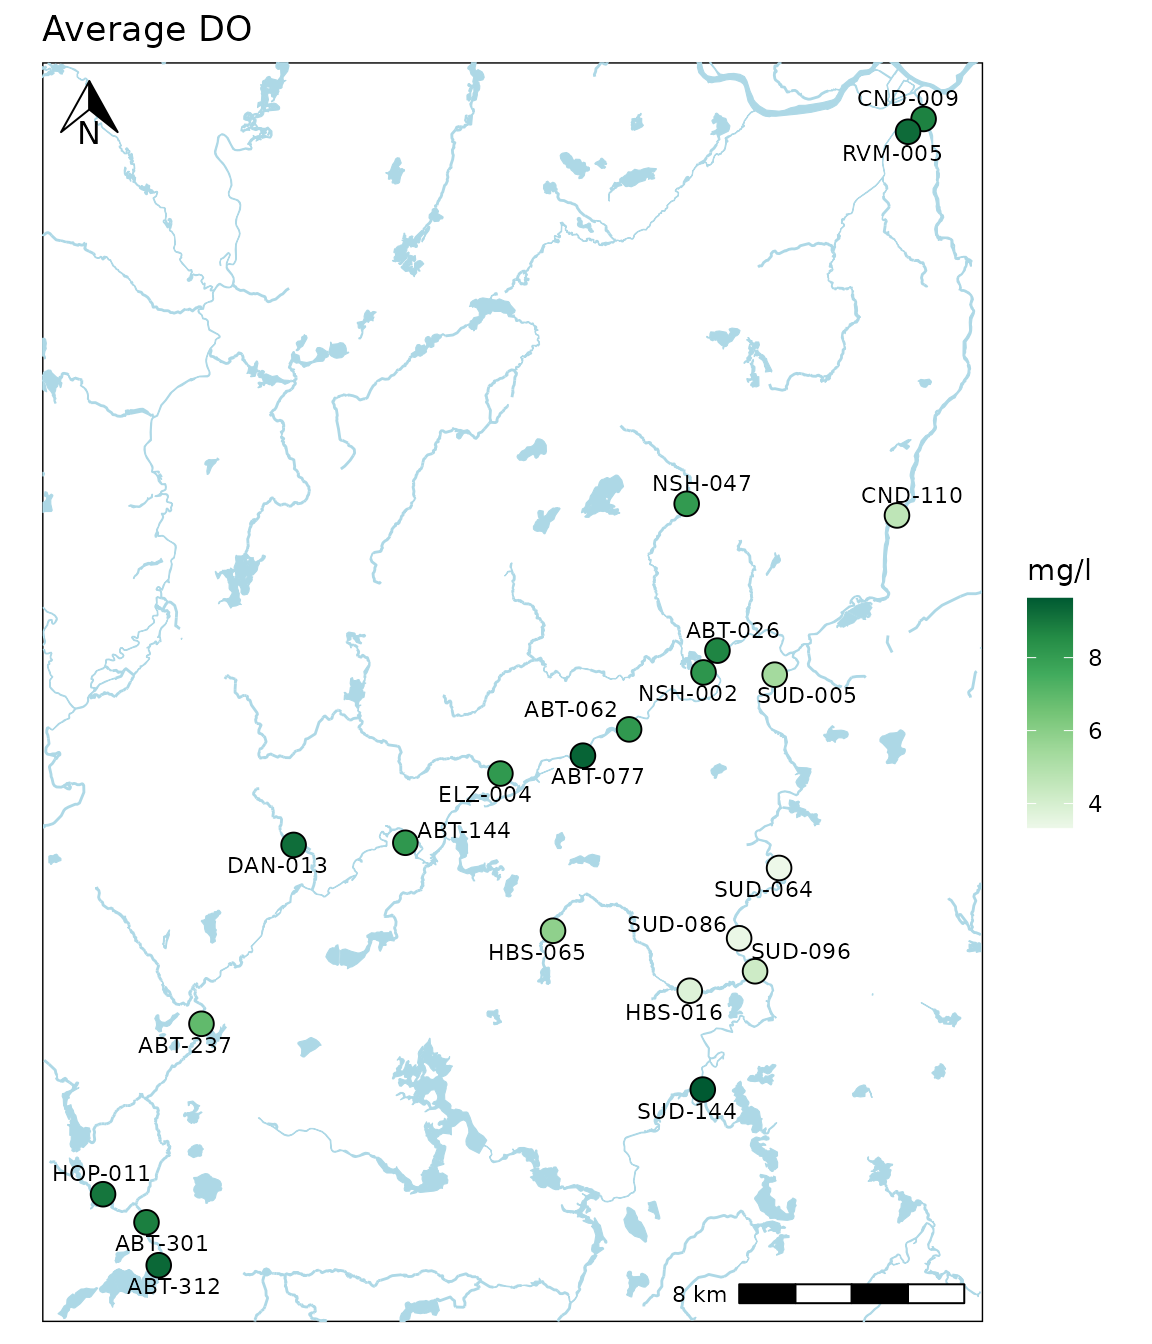 Average DO
N
CND-009
RVM-005
NSH-047
CND-110
mg/l
8
6
4
ABT-026
NSH-002
SUD-005
ABT-062
ABT-077
ELZ-004
ABT-144
DAN-013
SUD-064
SUD-086
SUD-096
HBS-065
HBS-016
ABT-237
SUD-144
HOP-011
ABT-301
ABT-312
8 km